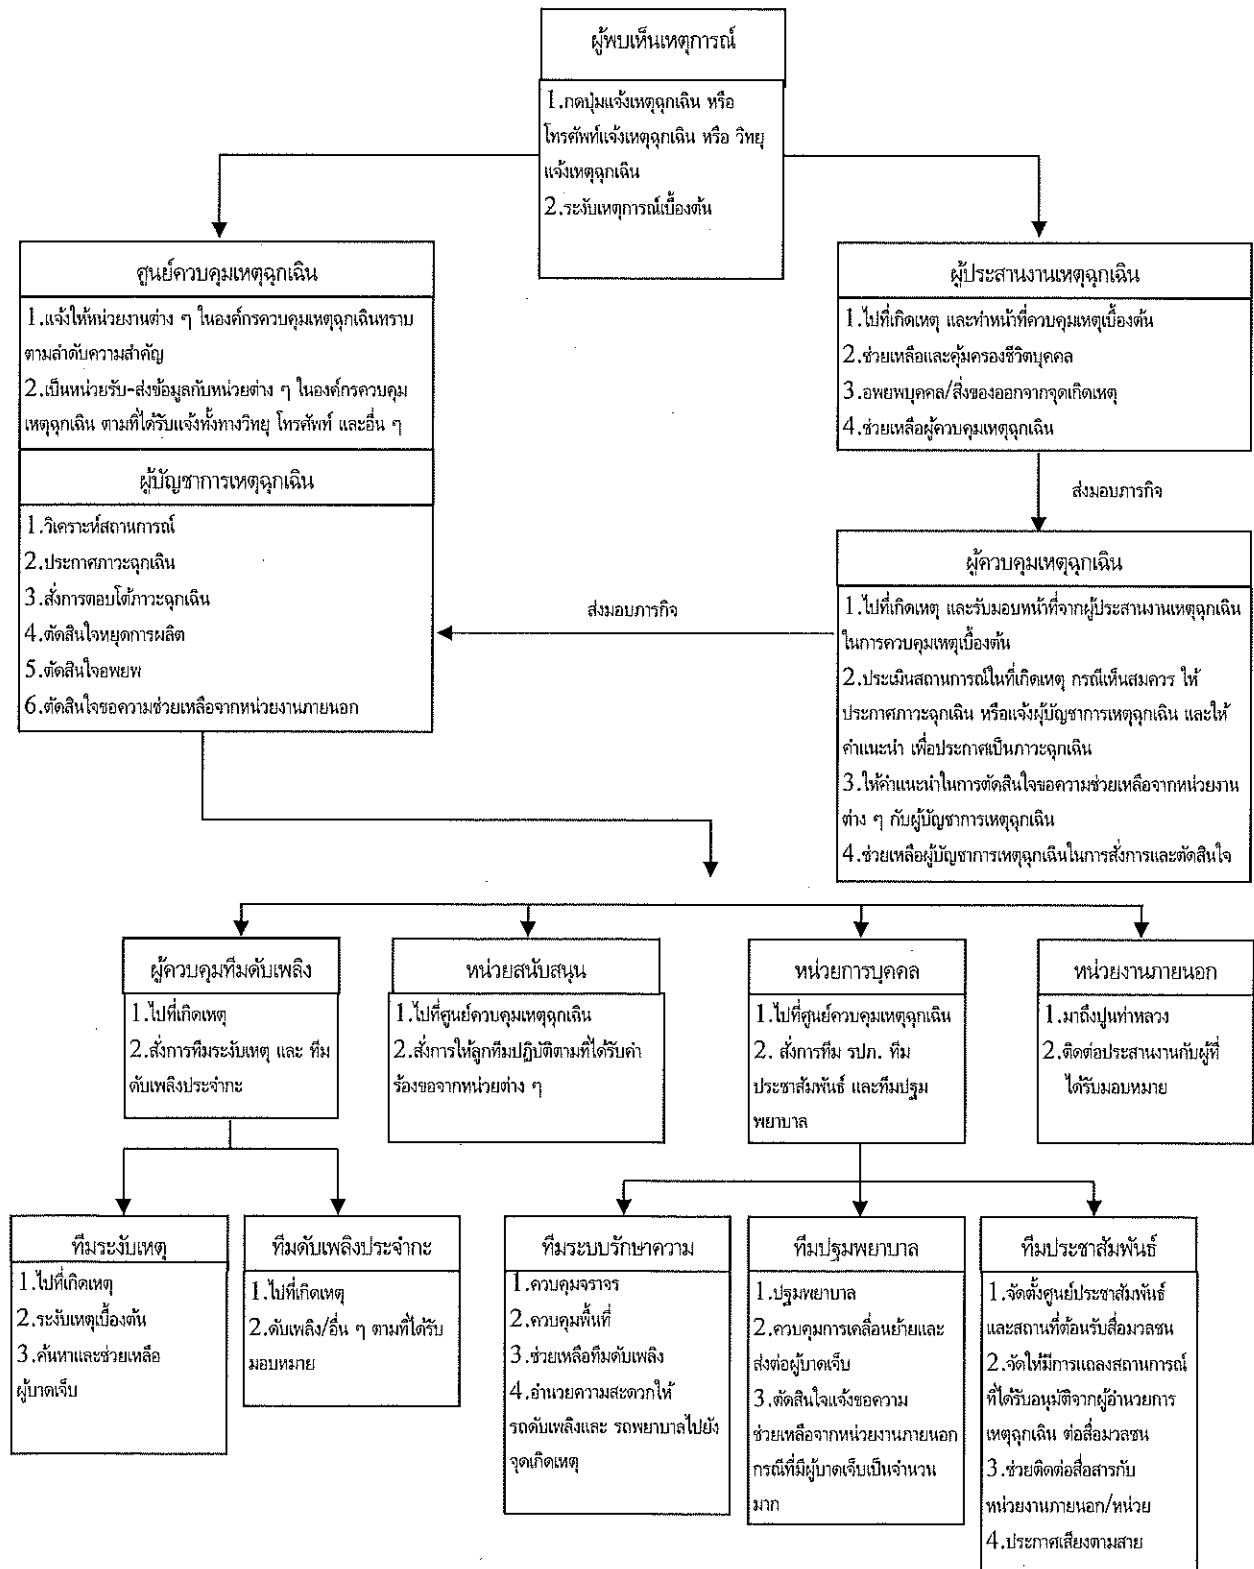 ผู้พบเห็นเหตุการณ์
1.กดปุ่มแจ้งเหตุฉุกเฉิน หรือ
โทรศัพท์แจ้งเหตุฉุกเฉิน หรือ วิทยุ
แจ้งเหตุฉุกเฉิน
2.ระงับเหตุการณ์เบื้องต้น
ศูนย์ควบคุมเหตุฉุกเฉิน
1.แจ้งให้หน่วยงานต่าง ๆ ในองค์กรควบคุมเหตุฉุกเฉินทราบ
ตามลำดับความสำคัญ
2.เป็นหน่วยรับ-ส่งข้อมูลกับหน่วยต่าง ๆ ในองค์กรควบคุม
เหตุฉุกเฉิน ตามที่ได้รับแจ้งทั้งทางวิทยุ โทรศัพท์ และอื่น ๆ
ผู้บัญชาการเหตุฉุกเฉิน
1.วิเคราะห์สถานการณ์
2.ประกาศภาวะฉุกเฉิน
3.สั่งการตอบโต้ภาวะฉุกเฉิน
4.ตัดสินใจหยุดการผลิต
5.ตัดสินใจอพยพ
6.ตัดสินใจขอความช่วยเหลือจากหน่วยงานภายนอก
ผู้ประสานงานเหตุฉุกเฉิน
1.ไปที่เกิดเหตุ และทำหน้าที่ควบคุมเหตุเบื้องต้น
2.ช่วยเหลือและคุ้มครองชีวิตบุคคล
3.อพยพบุคคล/สิ่งของออกจากจุดเกิดเหตุ
4.ช่วยเหลือผู้ควบคุมเหตุฉุกเฉิน
ส่งมอบภารกิจ
ผู้ควบคุมเหตุฉุกเฉิน
1.ไปที่เกิดเหตุ และรับมอบหน้าที่จากผู้ประสานงานเหตุฉุกเฉิน
ในการควบคุมเหตุเบื้องต้น
2.ประเมินสถานการณ์ในที่เกิดเหตุ กรณีเห็นสมควร ให้
ประกาศภาวะฉุกเฉิน หรือแจ้งผู้บัญชาการเหตุฉุกเฉิน และให้
คำแนะนำ เพื่อประกาศเป็นภาวะฉุกเฉิน
3.ให้คำแนะนำในการตัดสินใจขอความช่วยเหลือจากหน่วยงาน
ต่าง ๆ กับผู้บัญชาการเหตุฉุกเฉิน
4.ช่วยเหลือผู้บัญชาการเหตุฉุกเฉินในการสั่งการและตัดสินใจ
ส่งมอบภารกิจ
ผู้ควบคุมทีมดับเพลิง
1.ไปที่เกิดเหตุ
2.สั่งการทีมระงับเหตุ และ ทีม
ดับเพลิงประจำกะ
หน่วยสนับสนุน
1.ไปที่ศูนย์ควบคุมเหตุฉุกเฉิน
2.สั่งการให้ลูกทีมปฏิบัติตามที่ได้รับคำ
ร้องขอจากหน่วยต่าง ๆ
หน่วยการบุคคล
1.ไปที่ศูนย์ควบคุมเหตุฉุกเฉิน
2. สั่งการทีม รปภ. ทีม
ประชาสัมพันธ์ และทีมปฐม
พยาบาล
หน่วยงานภายนอก
1.มาถึงปูนท่าหลวง
2.ติดต่อประสานงานกับผู้ที่
ได้รับมอบหมาย
ทีมระงับเหตุ
1.ไปที่เกิดเหตุ
2.ระงับเหตุเบื้องต้น
3.ค้นหาและช่วยเหลือ
ผู้บาดเจ็บ
ทีมดับเพลิงประจำกะ
1.ไปที่เกิดเหตุ
2.ดับเพลิง/อื่น ๆ ตามที่ได้รับ
มอบหมาย
ทีมระบบรักษาความ
1.ควบคุมจราจร
2.ควบคุมพื้นที่
3.ช่วยเหลือทีมดับเพลิง
4.อำนวยความสะดวกให้
รถดับเพลิงและ รถพยาบาลไปยัง
จุดเกิดเหตุ
ทีมปฐมพยาบาล
1.ปฐมพยาบาล
2.ควบคุมการเคลื่อนย้ายและ
ส่งต่อผู้บาดเจ็บ
3.ตัดสินใจแจ้งขอความ
ช่วยเหลือจากหน่วยงานภายนอก
กรณีที่มีผู้บาดเจ็บเป็นจำนวน
มาก
ทีมประชาสัมพันธ์
1.จัดตั้งศูนย์ประชาสัมพันธ์
และสถานที่ต้อนรับสื่อมวลชน
2.จัดให้มีการแถลงสถานการณ์
ที่ได้รับอนุมัติจากผู้อำนวยการ
เหตุฉุกเฉิน ต่อสื่อมวลชน
3.ช่วยติดต่อสื่อสารกับ
หน่วยงานภายนอก/หน่วย
4.ประกาศเสียงตามสาย